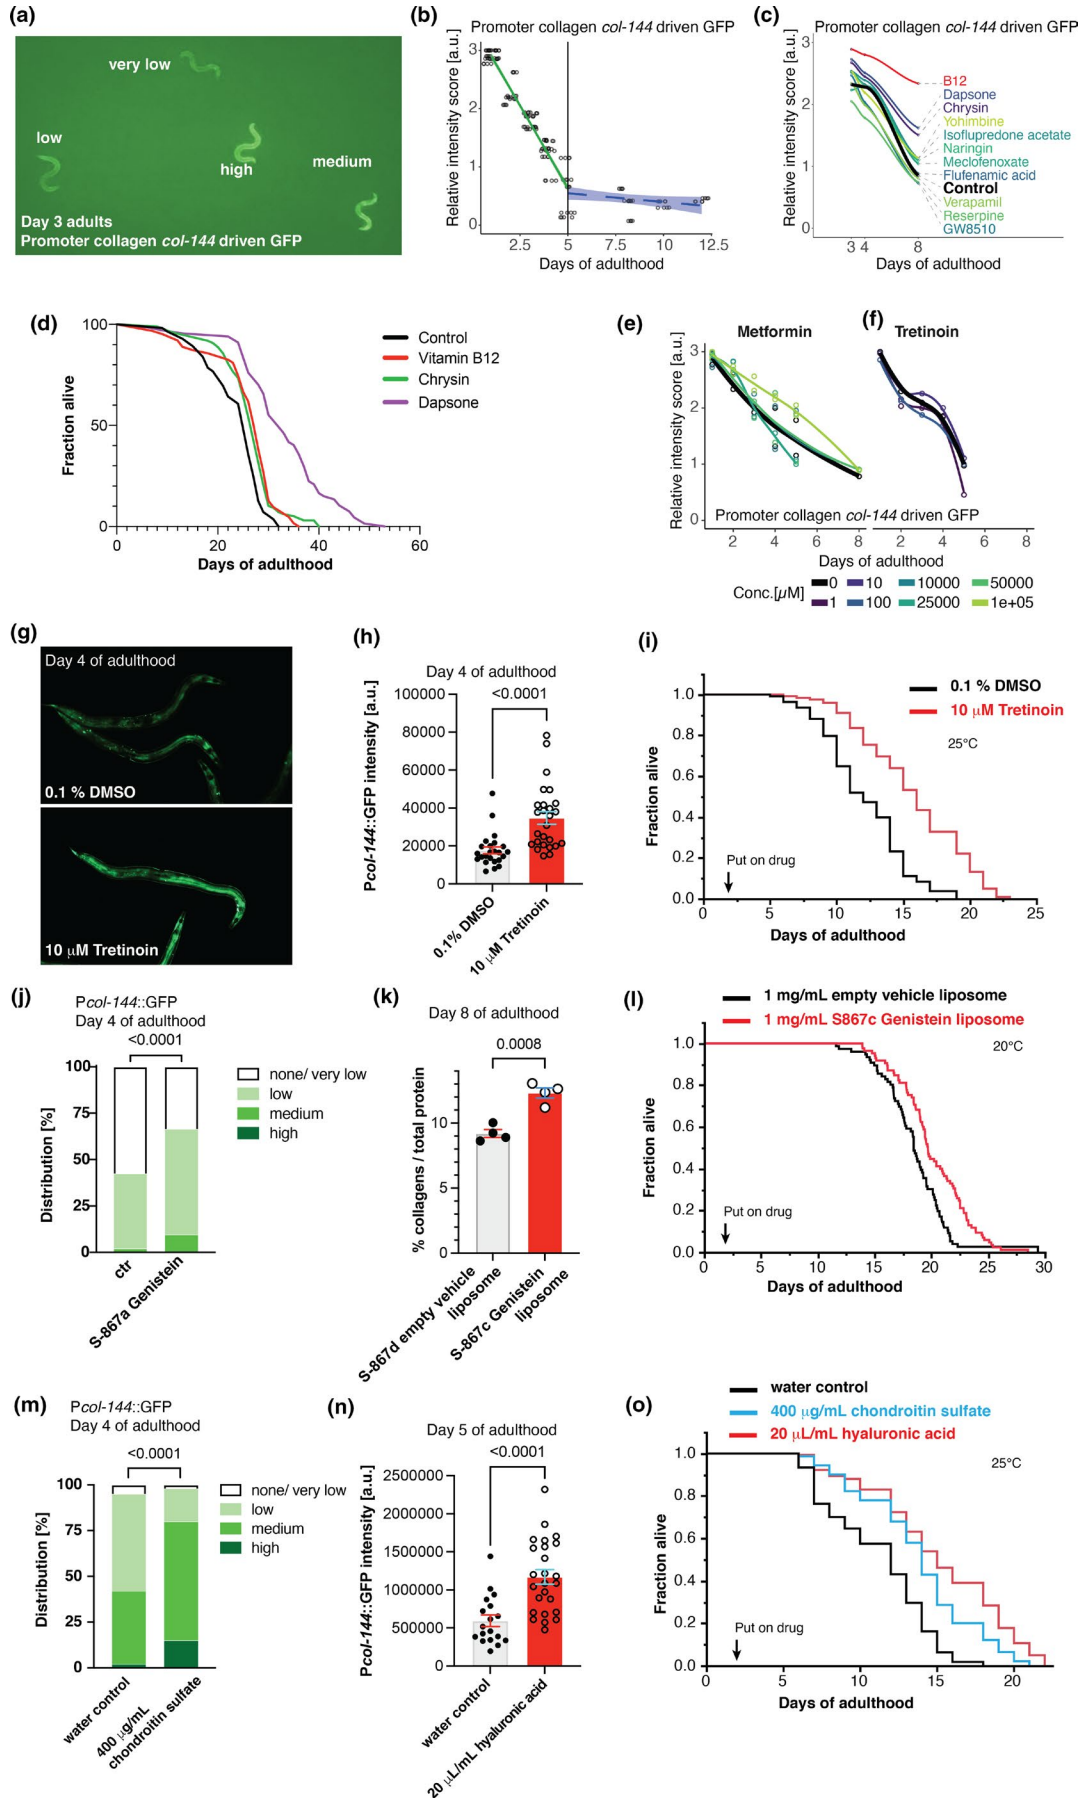 (a)
very low
low
high
medium
Day 3 adults
Promoter collagen col-144 driven GFP
(b)
Promoter collagen col-144 driven GFP
Relative intensity score [a.u.]
3
2
1
0
2.5 5 7.5 10 12.5
Days of adulthood
(c)
Promoter collagen col-144 driven GFP
Relative intensity score [a.u.]
3
2
1
0
3 4 8
Days of adulthood
B12
Dapsone
Chrysin
Yohimbine
Isoflupredone acetate
Naringin
Meclofenoxate
Flufenamic acid
Control
Verapamil
Reserpine
GW8510
(d)
Fraction alive
100
50
0
0 20 40 60
Days of adulthood
Control
Vitamin B12
Chrysin
Dapsone
(e)
Metformin
Relative intensity score [a.u.]
3
2
1
0
Promoter collagen col-144 driven GFP
2 4 6 8
(f)
Tretinoin
2 4 6 8
Days of adulthood
Conc.[µM]
0 10 10000 50000
1 100 25000 1e+05
(g)
Day 4 of adulthood
0.1 % DMSO
10 µM Tretinoin
(h)
Day 4 of adulthood
<0.0001
Pcol-144::GFP intensity [a.u.]
100000
80000
60000
40000
20000
0
0.1% DMSO
10 µM Tretinoin
(i)
0.1 % DMSO
10 µM Tretinoin
25°C
Fraction alive
1.0
0.8
0.6
0.4
0.2
0.0
Put on drug
0 5 10 15 20 25
Days of adulthood
(j)
Pcol-144::GFP
Day 4 of adulthood
<0.0001
Distribution [%]
100
75
50
25
0
none/ very low
low
medium
high
ctr
S-867a Genistein
(k)
Day 8 of adulthood
0.0008
% collagens / total protein
10
5
0
S-867d empty vehicle
liposome
S-867c Genistein
liposome
(l)
1 mg/mL empty vehicle liposome
1 mg/mL S867c Genistein liposome
20°C
Fraction alive
1.0
0.8
0.6
0.4
0.2
0.0
Put on drug
0 5 10 15 20 25 30
Days of adulthood
(m)
Pcol-144::GFP
Day 4 of adulthood
<0.0001
Distribution [%]
100
75
50
25
0
none/ very low
low
medium
high
water control
400 µg/mL
chondroitin sulfate
(n)
Day 5 of adulthood
<0.0001
Pcol-144::GFP intensity [a.u.]
2500000
2000000
1500000
1000000
500000
0
water control
20 µL/mL hyaluronic acid
(o)
water control
400 µg/mL chondroitin sulfate
20 µL/mL hyaluronic acid
25°C
Fraction alive
1.0
0.8
0.6
0.4
0.2
0.0
Put on drug
0 5 10 15 20
Days of adulthood